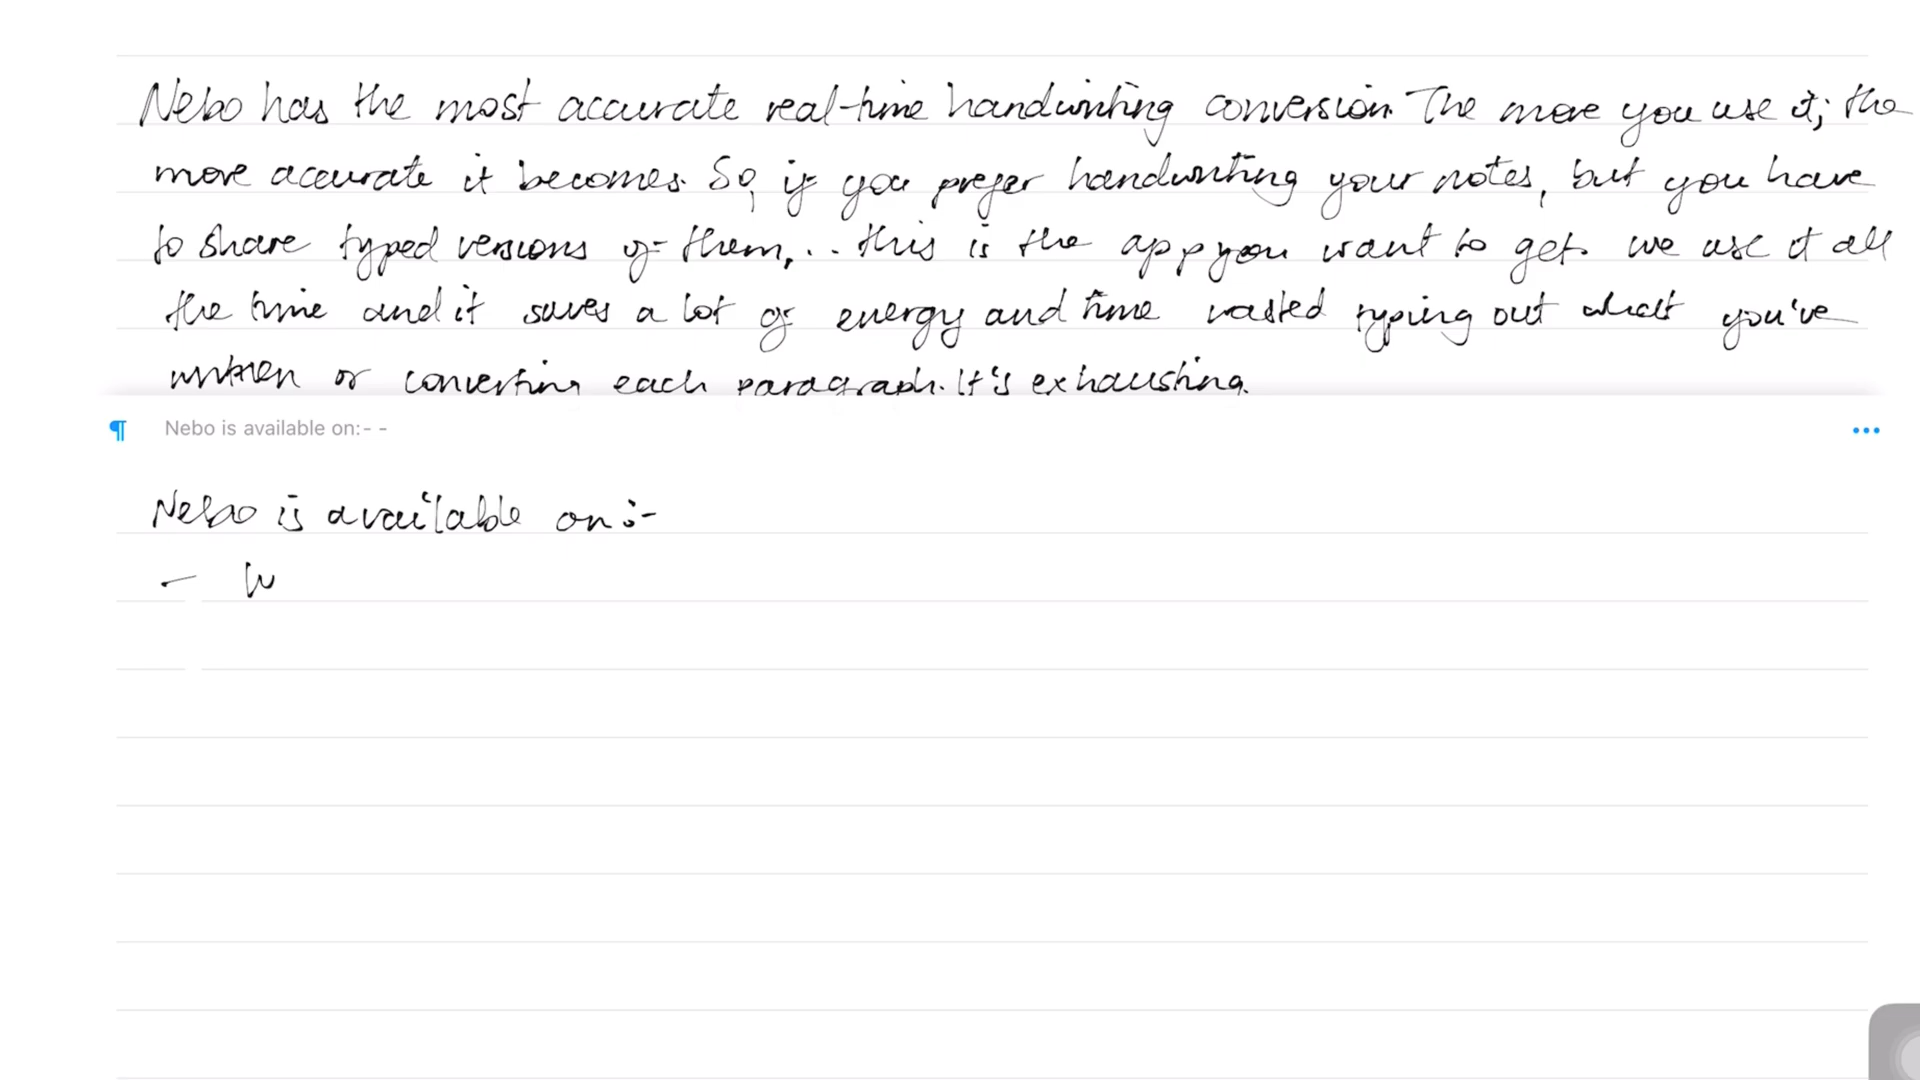 Nebo has the most accurate real-time handwriting conversion. The more you use it; the
more accurate it becomes. So, if you prefer handwriting your notes, but you have
to share typed versions of them,... this is the app you want to get. we use it all
the time and it saves a lot of energy and time wasted typing out what you've
written or converting each paragraph. It's exhausting.
Nebo is available on:- -
Nebo is available on :-
- W